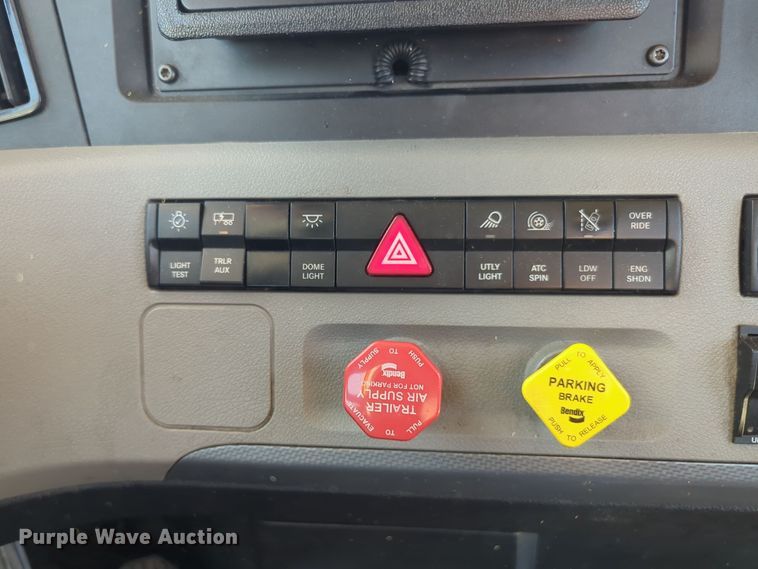 OVER
RIDE
LIGHT
TEST
TRLR
AUX
DOME
LIGHT
UTLY
LIGHT
ATC
SPIN
LDW
OFF
ENG
SHDN
PUSH TO SUPPLY
Bendix
NOT FOR PARKING
TRAILER
AIR SUPPLY
PULL TO EVACUATE
PULL TO APPLY
PARKING
BRAKE
Bendix
PUSH TO RELEASE
Purple Wave Auction